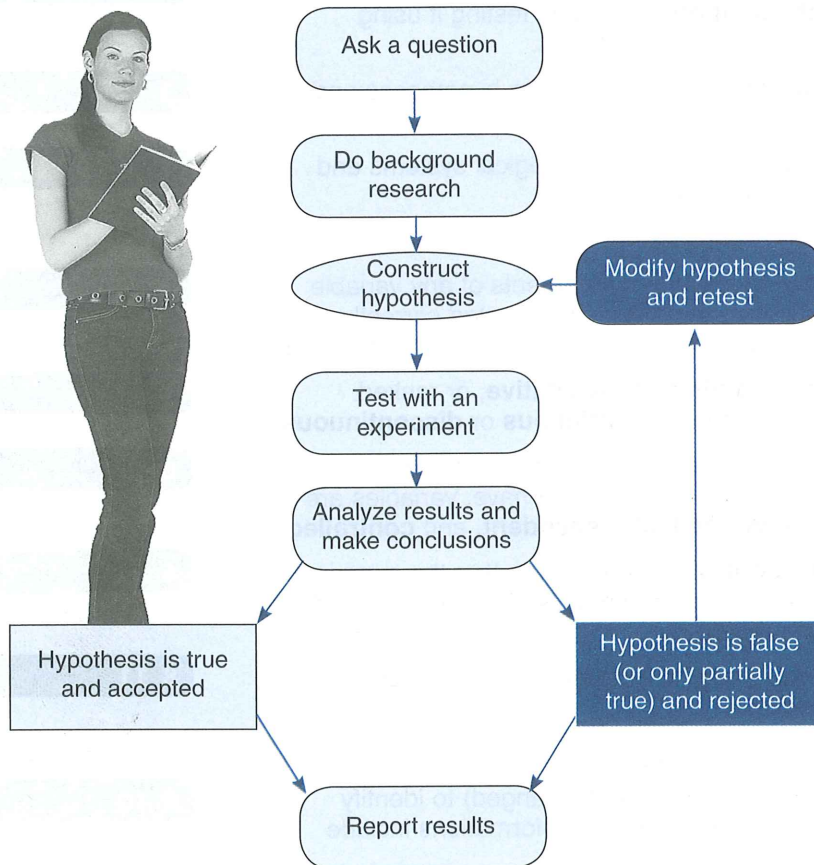 Ask a question
Do background
research
Construct
hypothesis
Modify hypothesis
and retest
Test with an
experiment
Analyze results and
make conclusions
Hypothesis is true
and accepted
Hypothesis is false
(or only partially
true) and rejected
Report results